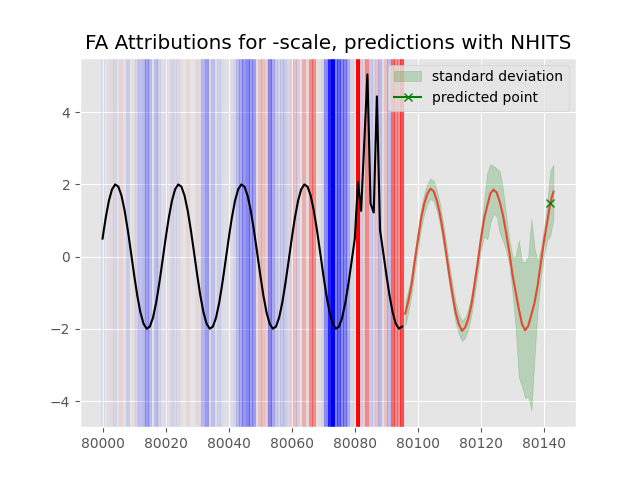 FA Attributions for -scale, predictions with NHITS
standard deviation
predicted point
4
2
0
−2
−4
80000 80020 80040 80060 80080 80100 80120 80140